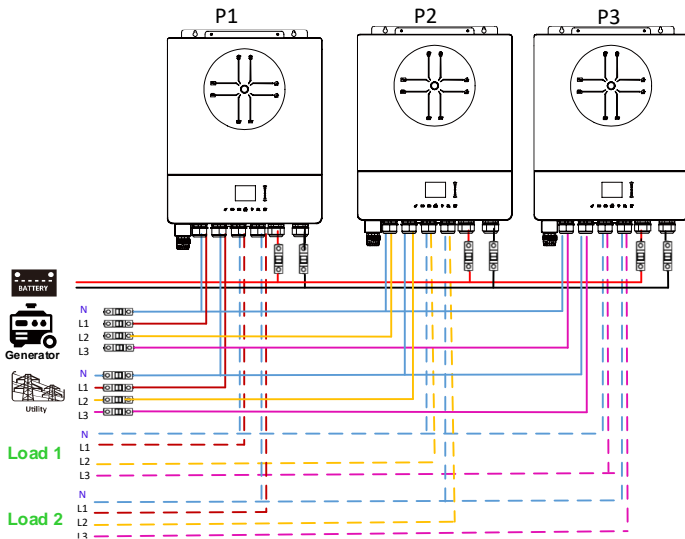 P1
P2
P3
BATTERY
Generator
N
L1
L2
L3
Utility
N
L1
L2
L3
Load 1
N
L1
L2
L3
Load 2
N
L1
L2
L3